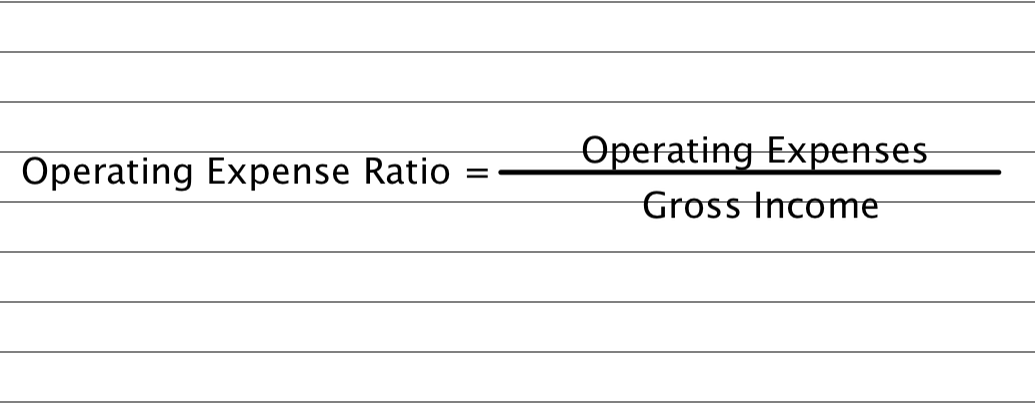 Operating Expense Ratio = Operating Expenses
Gross Income